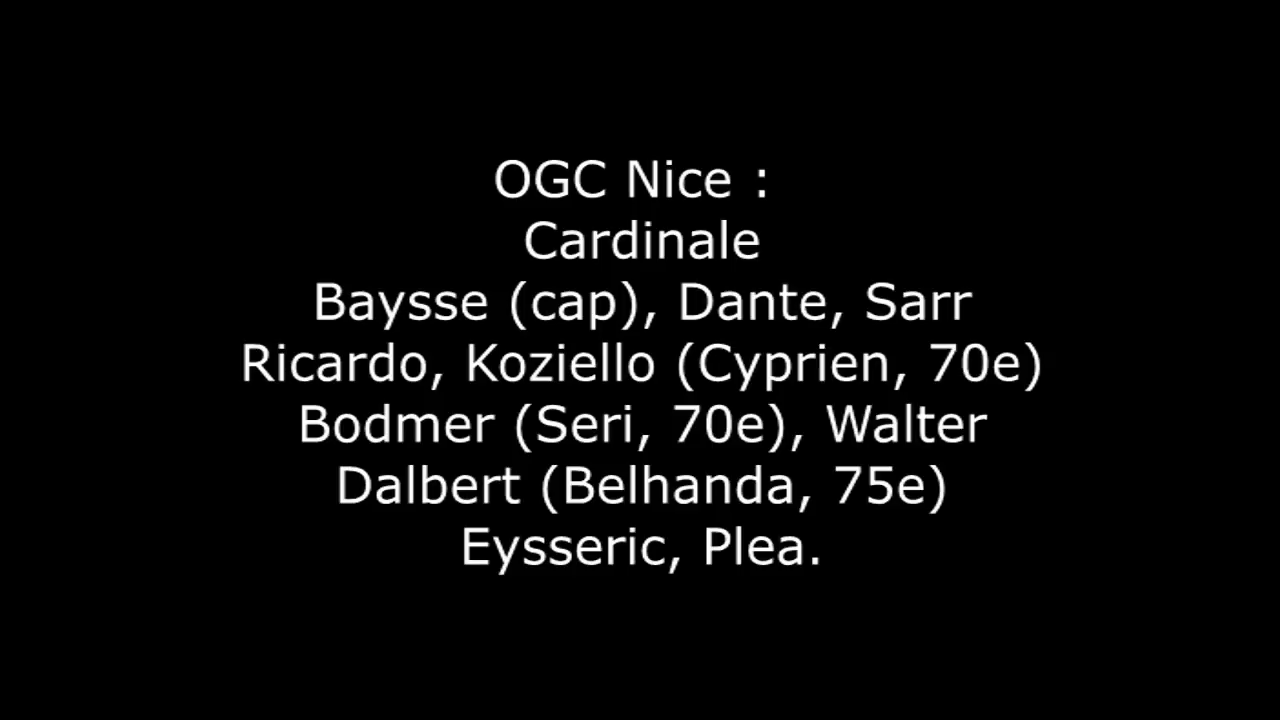 OGC Nice :
Cardinale
Baysse (cap), Dante, Sarr
Ricardo, Koziello (Cyprien, 70e)
Bodmer (Seri, 70e), Walter
Dalbert (Belhanda, 75e)
Eysseric, Plea.